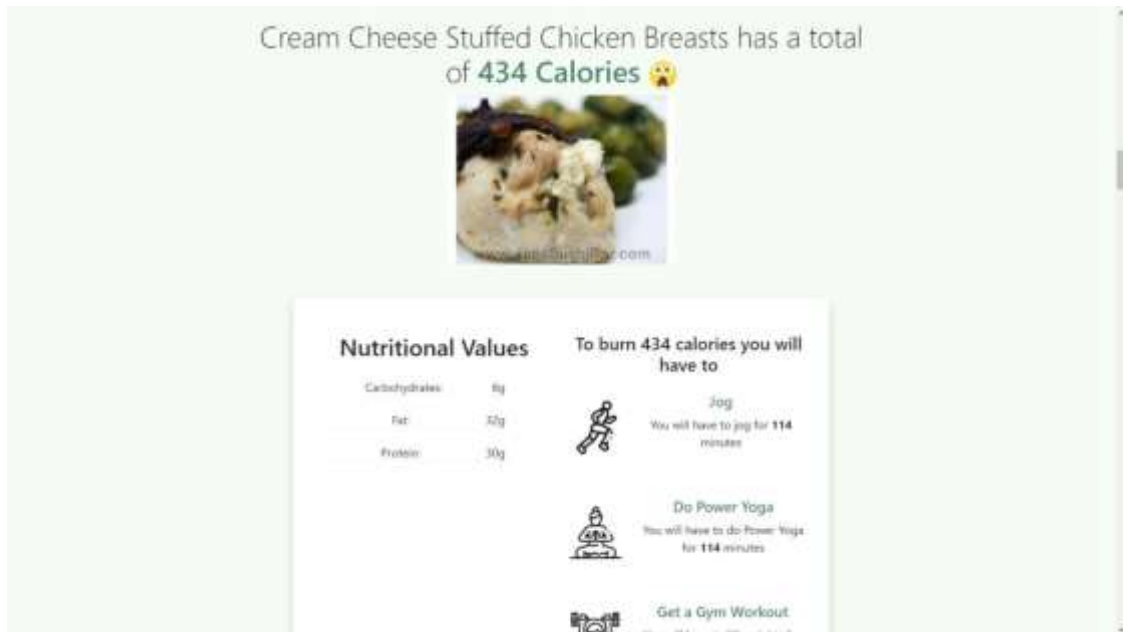 Cream Cheese Stuffed Chicken Breasts has a total
of 434 Calories 😲
Nutritional Values
Carbohydrates:
Fat:
32g
Protein:
30g
To burn 434 calories you will
have to
Jog
You will have to jog for 114
minutes
Do Power Yoga
You will have to do Power Yoga
for 114 minutes
Get a Gym Workout